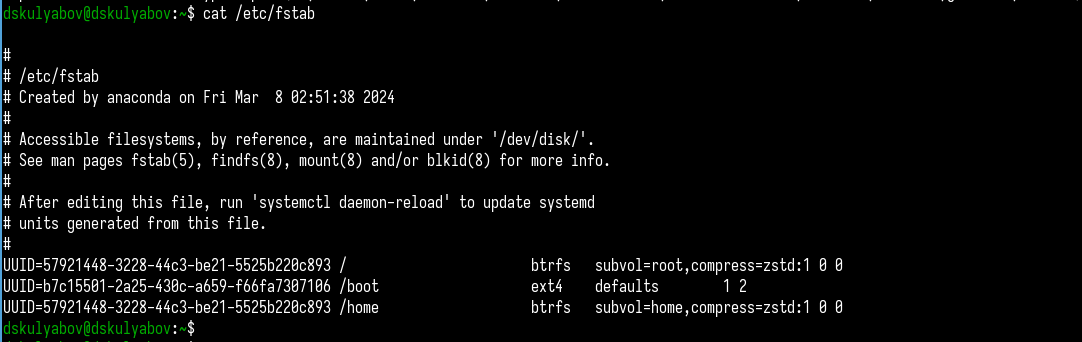 dskulyabov@dskulyabov:~$ cat /etc/fstab
#
# /etc/fstab
# Created by anaconda on Fri Mar  8 02:51:38 2024
#
# Accessible filesystems, by reference, are maintained under '/dev/disk/'.
# See man pages fstab(5), findfs(8), mount(8) and/or blkid(8) for more info.
#
# After editing this file, run 'systemctl daemon-reload' to update systemd
# units generated from this file.
#
UUID=57921448-3228-44c3-be21-5525b220c893 /                       btrfs   subvol=root,compress=zstd:1 0 0
UUID=b7c15501-2a25-430c-a659-f66fa7307106 /boot                   ext4    defaults        1 2
UUID=57921448-3228-44c3-be21-5525b220c893 /home                   btrfs   subvol=home,compress=zstd:1 0 0
dskulyabov@dskulyabov:~$